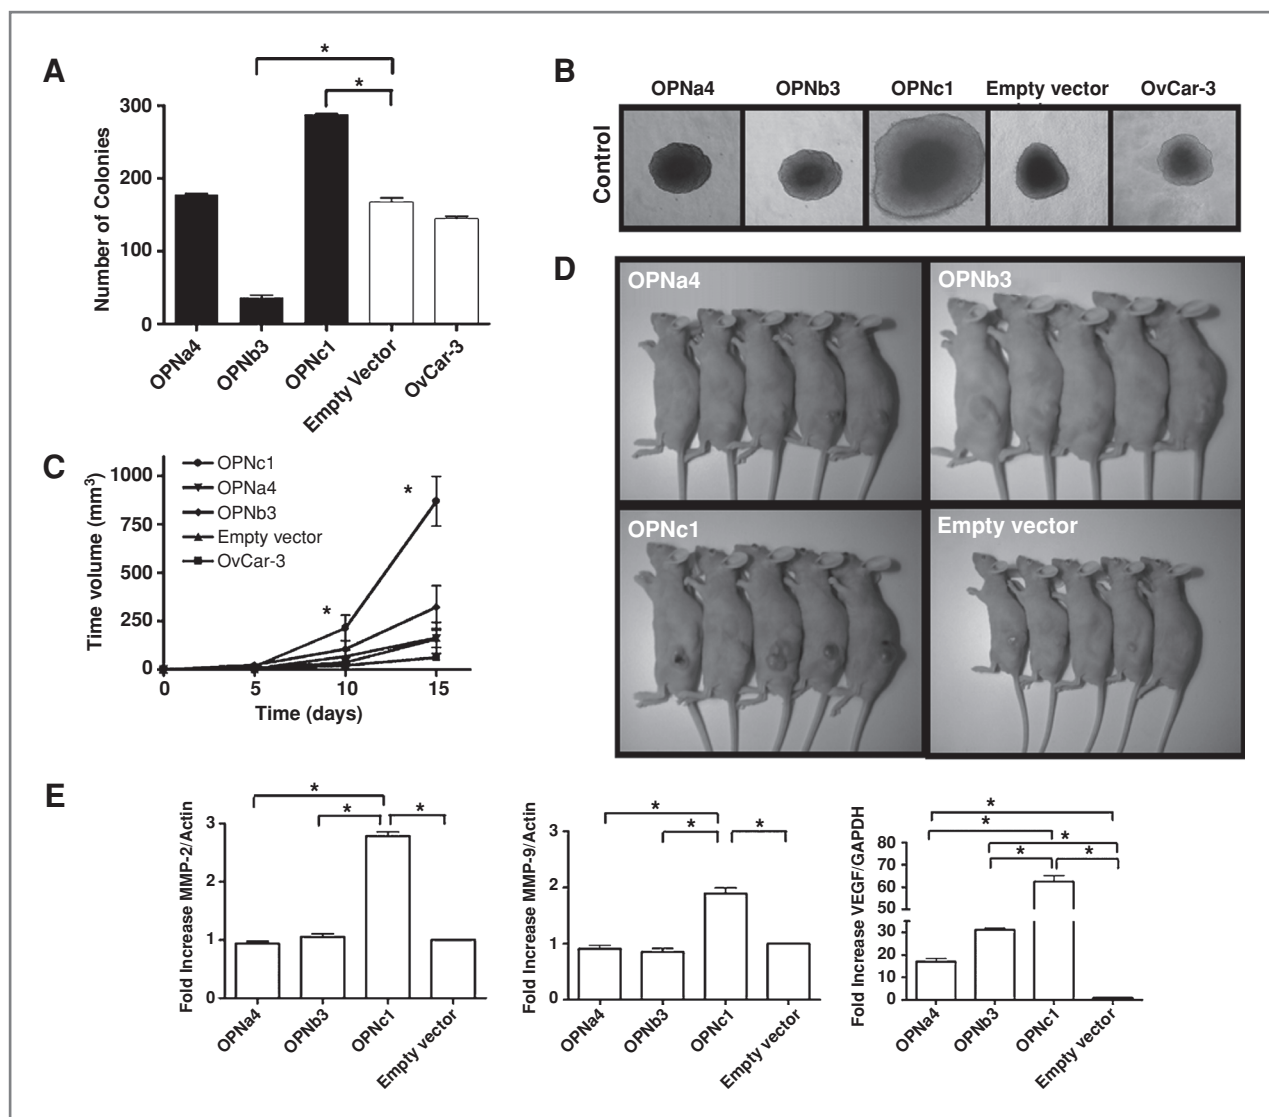 A
*
*
Number of Colonies
300
200
100
0
OPNa4
OPNb3
OPNc1
Empty Vector
OvCar-3
B
OPNa4
OPNb3
OPNc1
Empty vector
OvCar-3
Control
C
Time volume (mm³)
1000
750
500
250
0
OPNc1
OPNa4
OPNb3
Empty vector
OvCar-3
*
*
0
5
10
15
Time (days)
D
OPNa4
OPNb3
OPNc1
Empty vector
E
Fold Increase MMP-2/Actin
3
2
1
0
*
*
*
OPNa4
OPNb3
OPNc1
Empty vector
Fold Increase MMP-9/Actin
3
2
1
0
*
*
*
OPNa4
OPNb3
OPNc1
Empty vector
Fold Increase VEGF/GAPDH
80
70
60
50
30
20
10
0
*
*
*
*
*
OPNa4
OPNb3
OPNc1
Empty vector